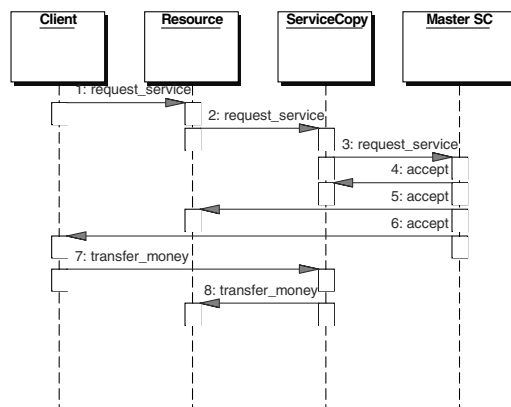 Client
Resource
ServiceCopy
Master SC
1: request_service
2: request_service
3: request_service
4: accept
5: accept
6: accept
7: transfer_money
8: transfer_money